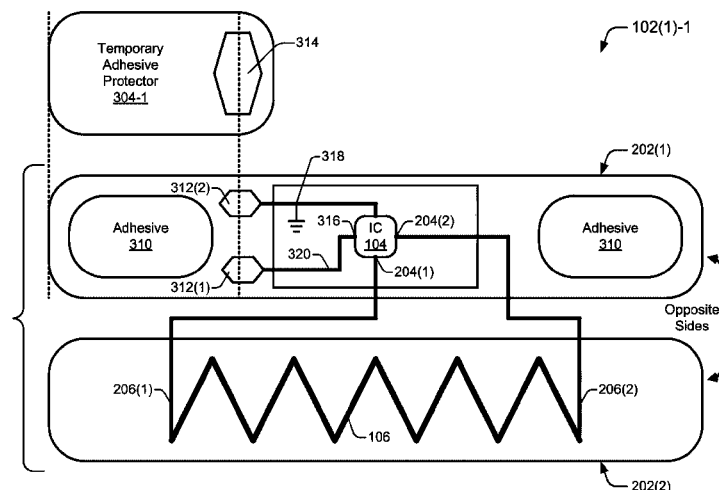 314
102(1)-1
Temporary
Adhesive
Protector
304-1
318
202(1)
312(2)
Adhesive
310
316
IC
104
204(2)
Adhesive
310
320
204(1)
312(1)
Opposite
Sides
206(1)
106
206(2)
202(2)